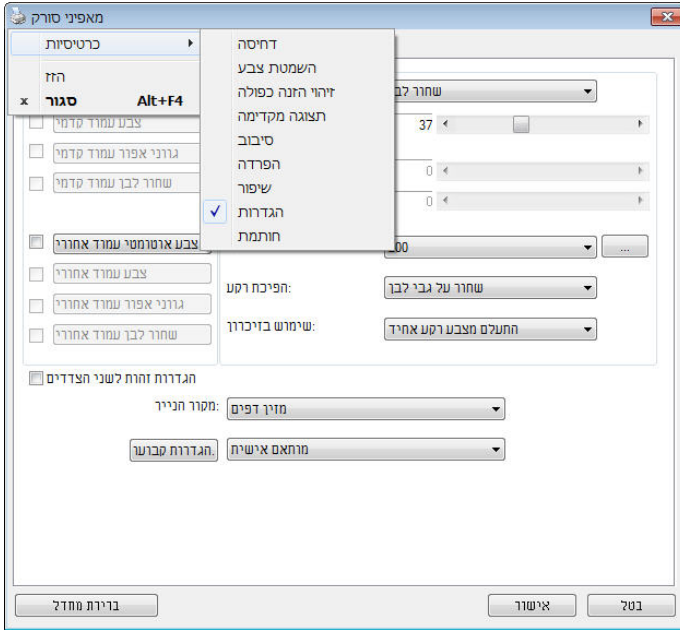 מאפיני סורק
כרטיסיות
הזז
סגור Alt+F4
דחיסה
השמטת צבע
זיהוי הזנה כפולה
תצוגה מקדימה
סיבוב
הפרדה
שיפור
הגדרות
חותמת
שחור לבן
צבע עמוד קדמי
37
גווני אפור עמוד קדמי
0
שחור לבן עמוד קדמי
0
צבע אוטומטי עמוד אחורי
200
...
צבע עמוד אחורי
הפיכת רקע:
שחור על גבי לבן
גווני אפור עמוד אחורי
שימוש בזיכרון:
התעלם מצבע רקע אחיד
שחור לבן עמוד אחורי
הגדרות זהות לשני הצדדים
מקור הנייר:
מזין דפים
הגדרות קבועו.
מותאם אישית
ברירת מחדל
אישור
בטל